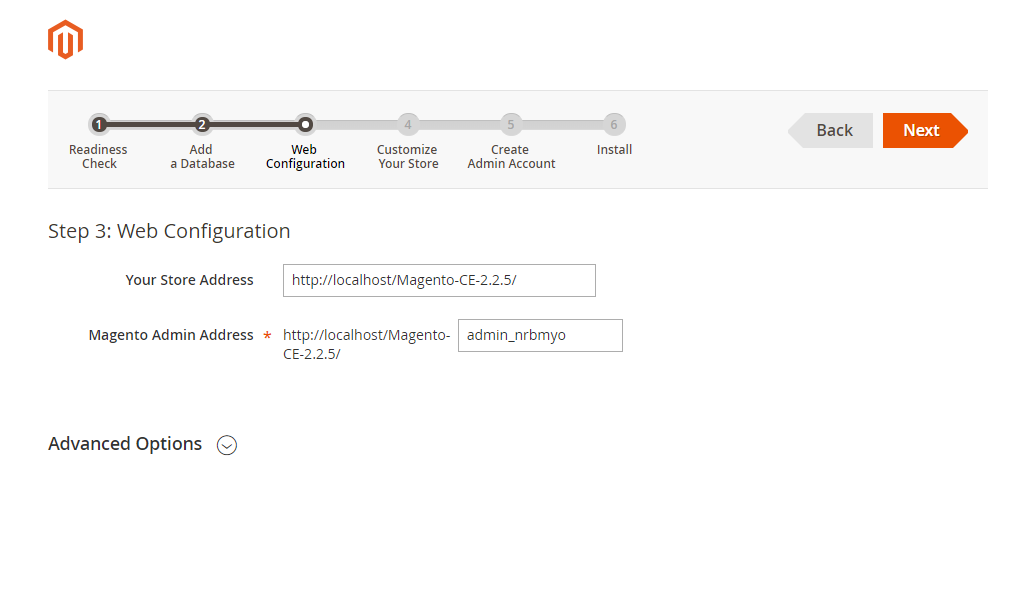 1 2 4 5 6
Readiness Add Web Customize Create Install
Check a Database Configuration Your Store Admin Account
Back Next
Step 3: Web Configuration
Your Store Address http://localhost/Magento-CE-2.2.5/
Magento Admin Address * http://localhost/Magento- admin_nrbmyo
CE-2.2.5/
Advanced Options